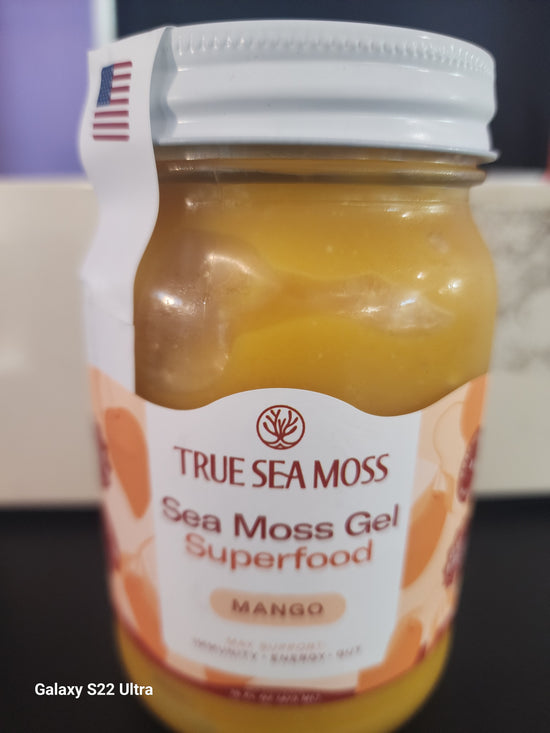 TRUE SEA MOSS
Sea Moss Gel
Superfood
MANGO
MAY SUPPORT:
IMMUNITY • ENERGY • GUT
Galaxy S22 Ultra